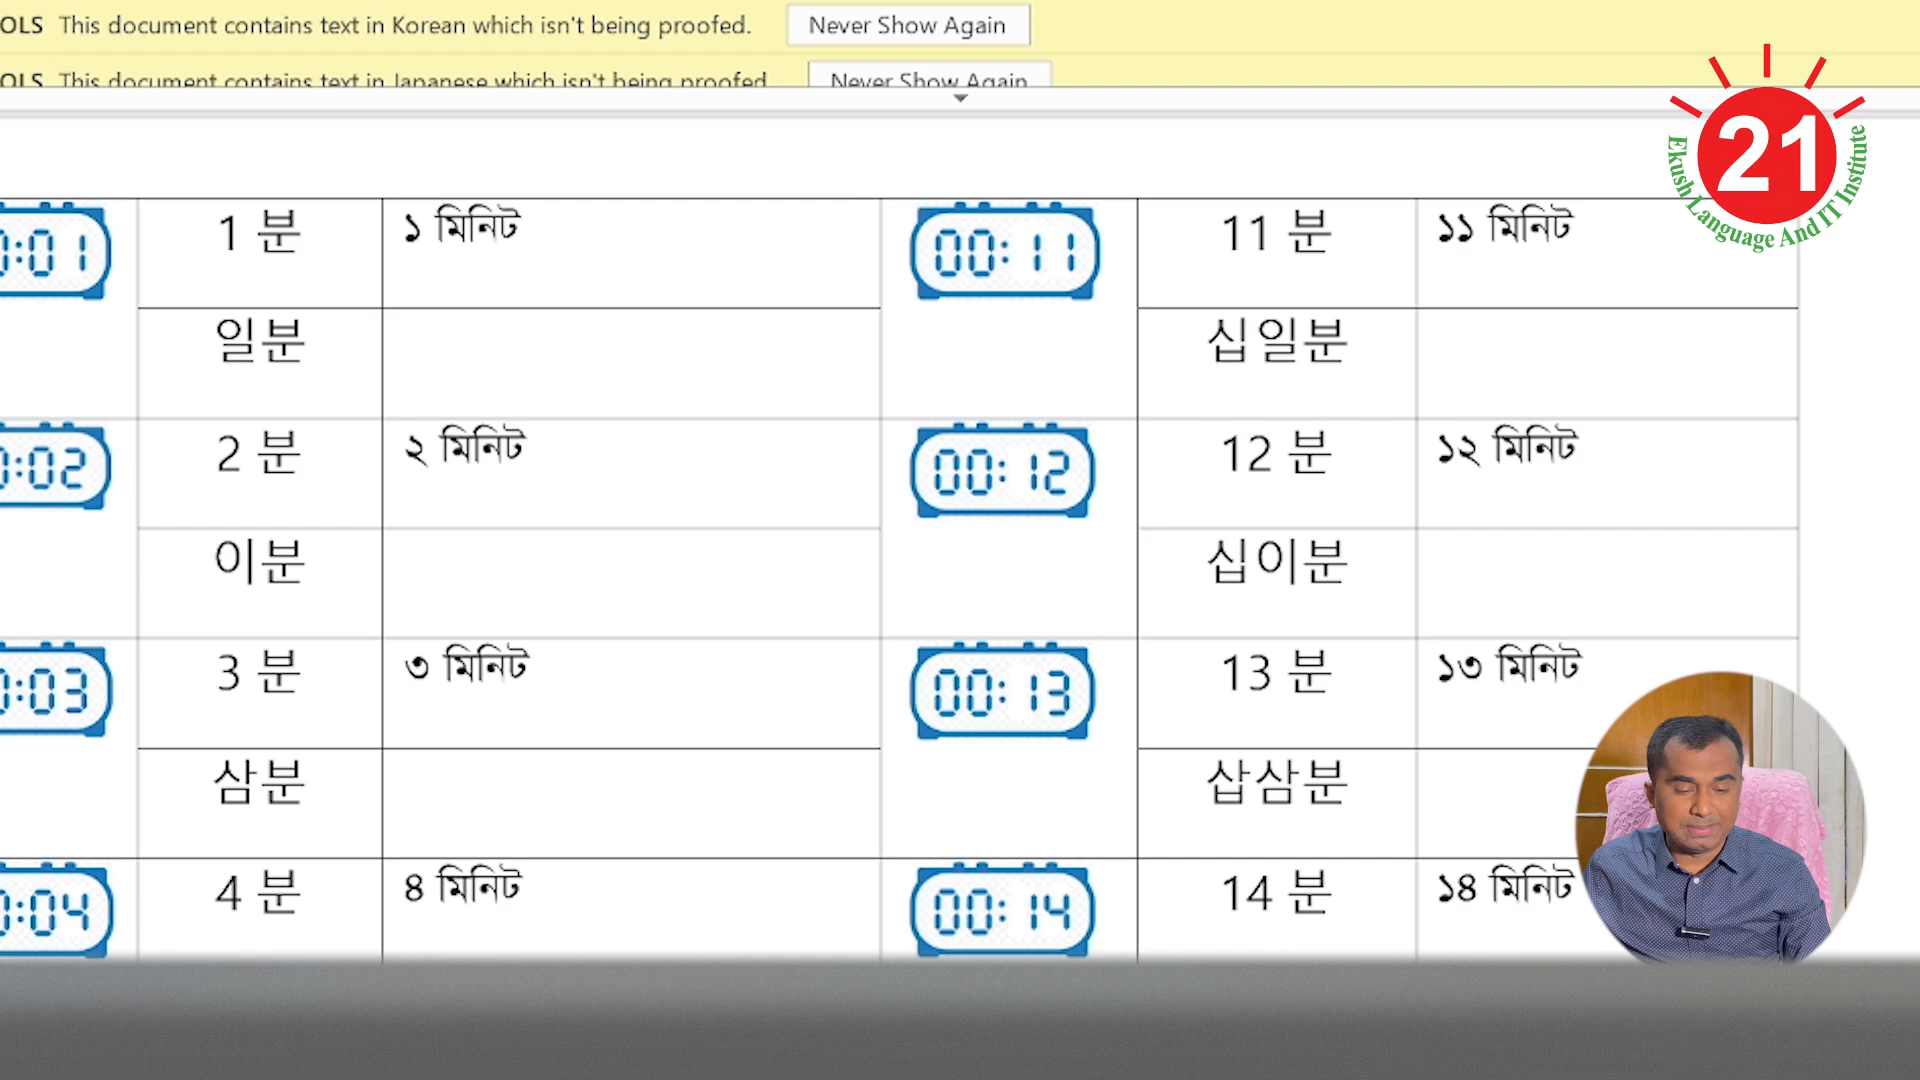 OLS This document contains text in Korean which isn't being proofed. Never Show Again
OLS This document contains text in Japanese which isn't being proofed. Never Show Again
21
Ekush Language And IT Institute
0:01 1 분 ১ মিনিট 00:11 11 분 ১১ মিনিট
일분 십일분
0:02 2 분 ২ মিনিট 00:12 12 분 ১২ মিনিট
이분 십이분
0:03 3 분 ৩ মিনিট 00:13 13 분 ১৩ মিনিট
삼분 삽삼분
0:04 4 분 ৪ মিনিট 00:14 14 분 ১৪ মিনিট